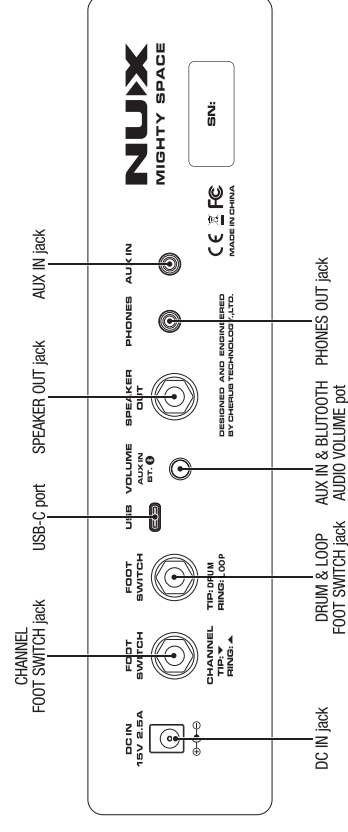 CHANNEL
FOOT SWITCH jack
USB-C port
SPEAKER OUT jack
AUX IN jack
DC IN
15V 2.5A
FOOT
SWITCH
CHANNEL
TIP:▼
RING:▲
FOOT
SWITCH
TIP:DRUM
RING:LOOP
USB
VOLUME
AUX IN
BT.
SPEAKER
OUT
PHONES
AUX IN
DESIGNED AND ENGINEERED
BY CHERUB TECHNOLOGY.,LTD.
NUX
MIGHTY SPACE
CE FC
MADE IN CHINA
SN:
DC IN jack
DRUM & LOOP
FOOT SWITCH jack
AUX IN & BLUTOOTH
AUDIO VOLUME pot
PHONES OUT jack